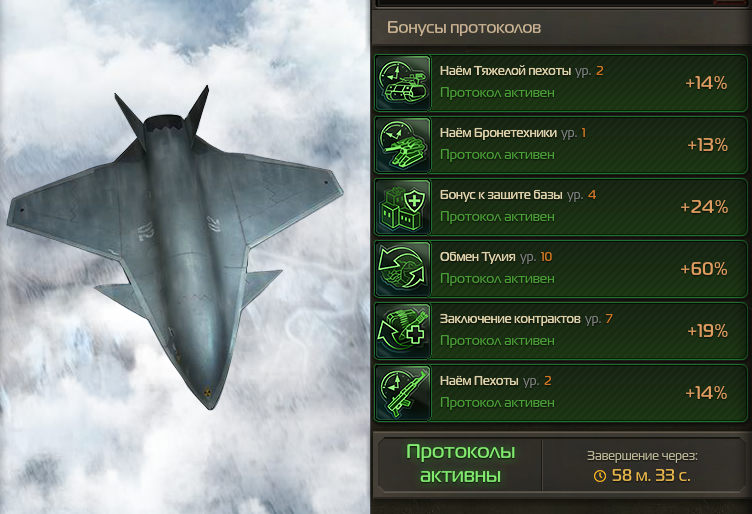 Бонусы протоколов
Наём Тяжелой пехоты ур. 2
Протокол активен
+14%
Наём Бронетехники ур. 1
Протокол активен
+13%
Бонус к защите базы ур. 4
Протокол активен
+24%
Обмен Тулия ур. 10
Протокол активен
+60%
Заключение контрактов ур. 7
Протокол активен
+19%
Наём Пехоты ур. 2
Протокол активен
+14%
Протоколы
активны
Завершение через:
58 м. 33 с.